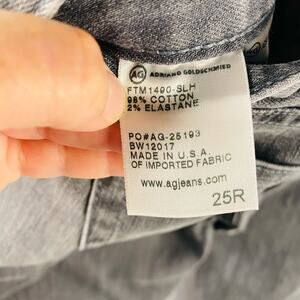 AG ADRIANO GOLDSCHMIED
FTM1490-SLH
98% COTTON
2% ELASTANE
PO#AG-25193
BW12017
MADE IN U.S.A.
OF IMPORTED FABRIC
www.agjeans.com
25R